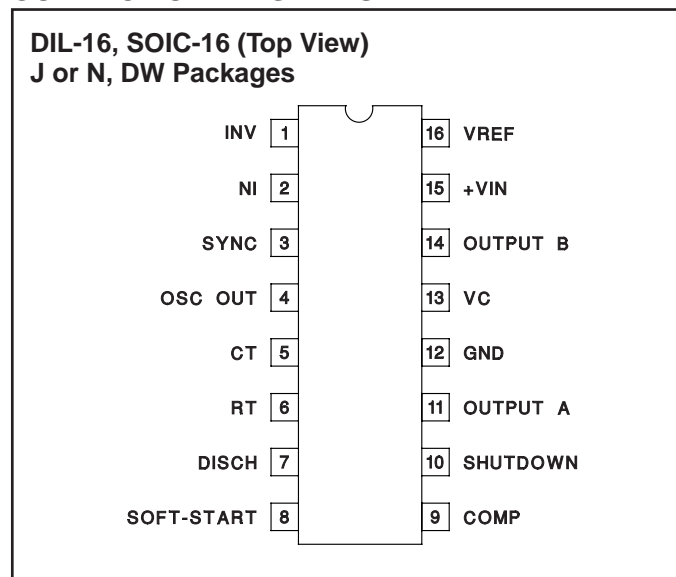 DIL-16, SOIC-16 (Top View)
J or N, DW Packages
INV 1 16 VREF
NI 2 15 +VIN
SYNC 3 14 OUTPUT B
OSC OUT 4 13 VC
CT 5 12 GND
RT 6 11 OUTPUT A
DISCH 7 10 SHUTDOWN
SOFT-START 8 9 COMP